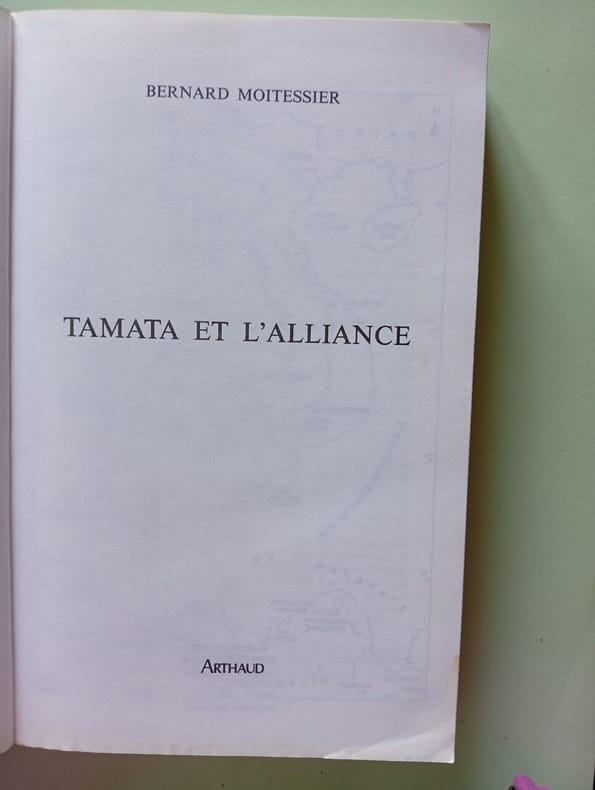 BERNARD MOITESSIER
TAMATA ET L'ALLIANCE
ARTHAUD